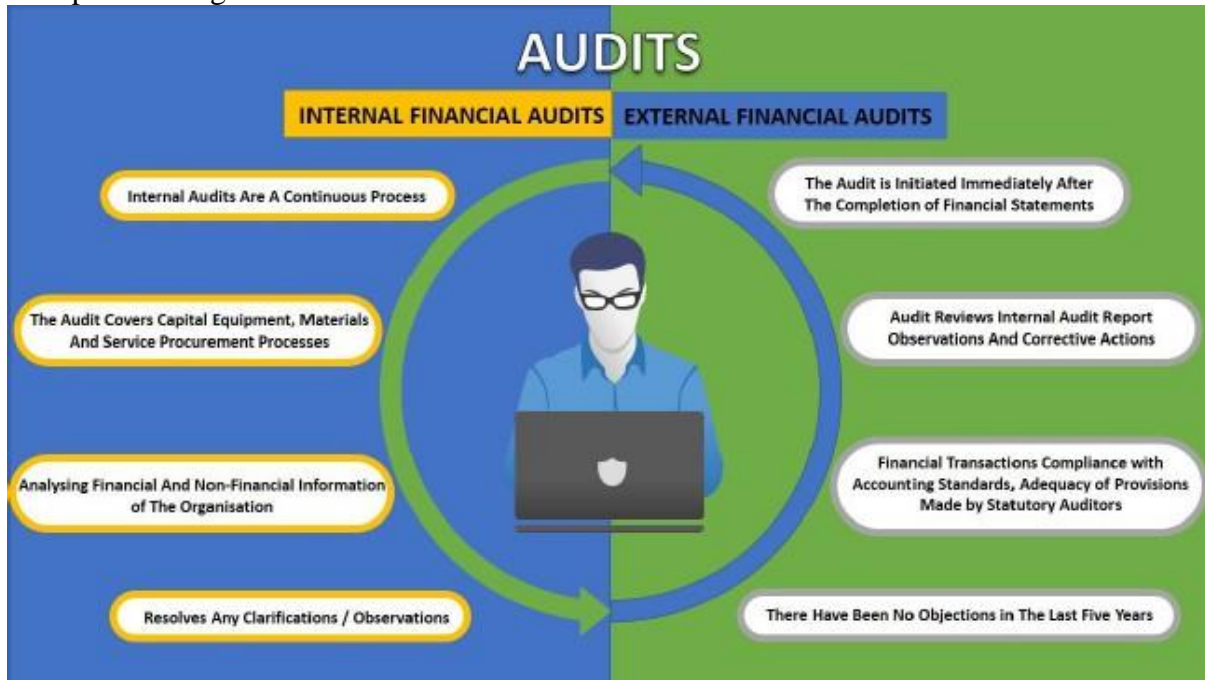 AUDITS
INTERNAL FINANCIAL AUDITS
EXTERNAL FINANCIAL AUDITS
Internal Audits Are A Continuous Process
The Audit Covers Capital Equipment, Materials
And Service Procurement Processes
Analysing Financial And Non-Financial Information
of The Organisation
Resolves Any Clarifications / Observations
The Audit is Initiated Immediately After
The Completion of Financial Statements
Audit Reviews Internal Audit Report
Observations And Corrective Actions
Financial Transactions Compliance with
Accounting Standards, Adequacy of Provisions
Made by Statutory Auditors
There Have Been No Objections in The Last Five Years